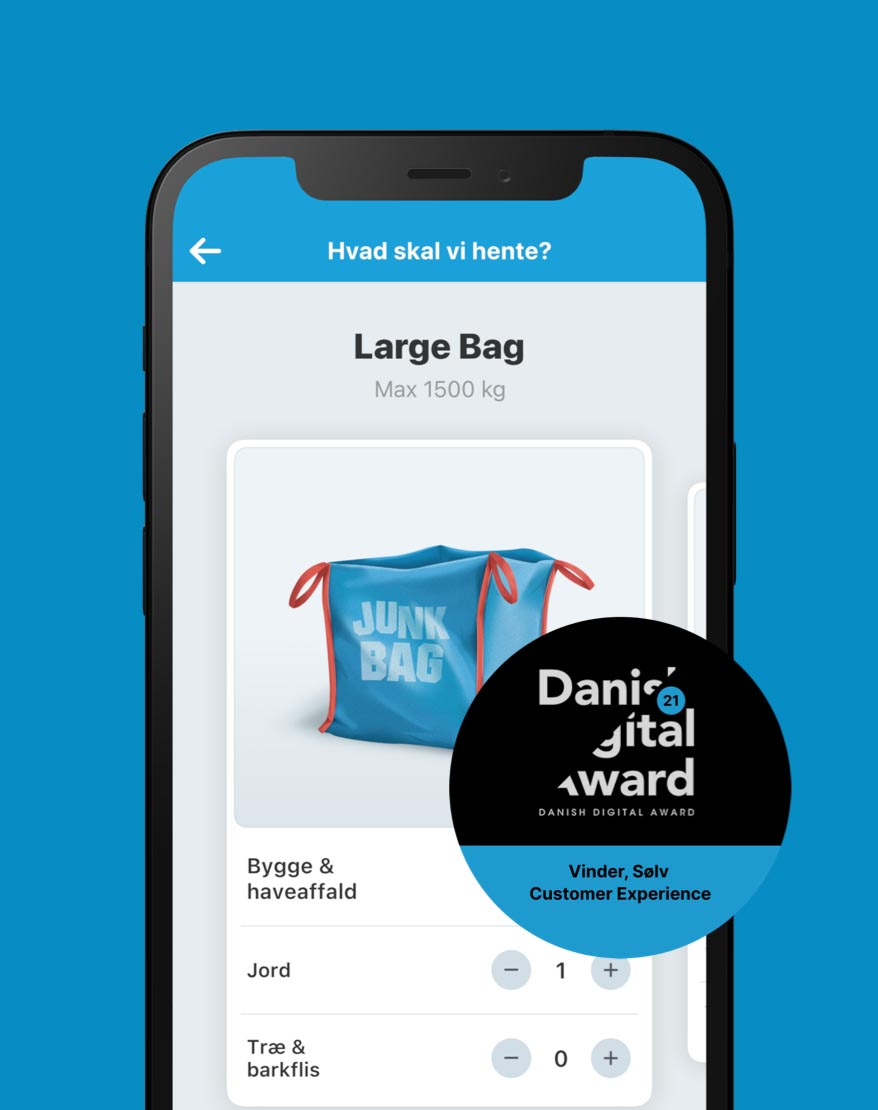 Hvad skal vi hente?
Large Bag
Max 1500 kg
JUNK
BAG
21
Digital
Award
DANISH DIGITAL AWARD
Vinder, Sølv
Customer Experience
Bygge &
haveaffald
Jord
1
Træ &
barkflis
0